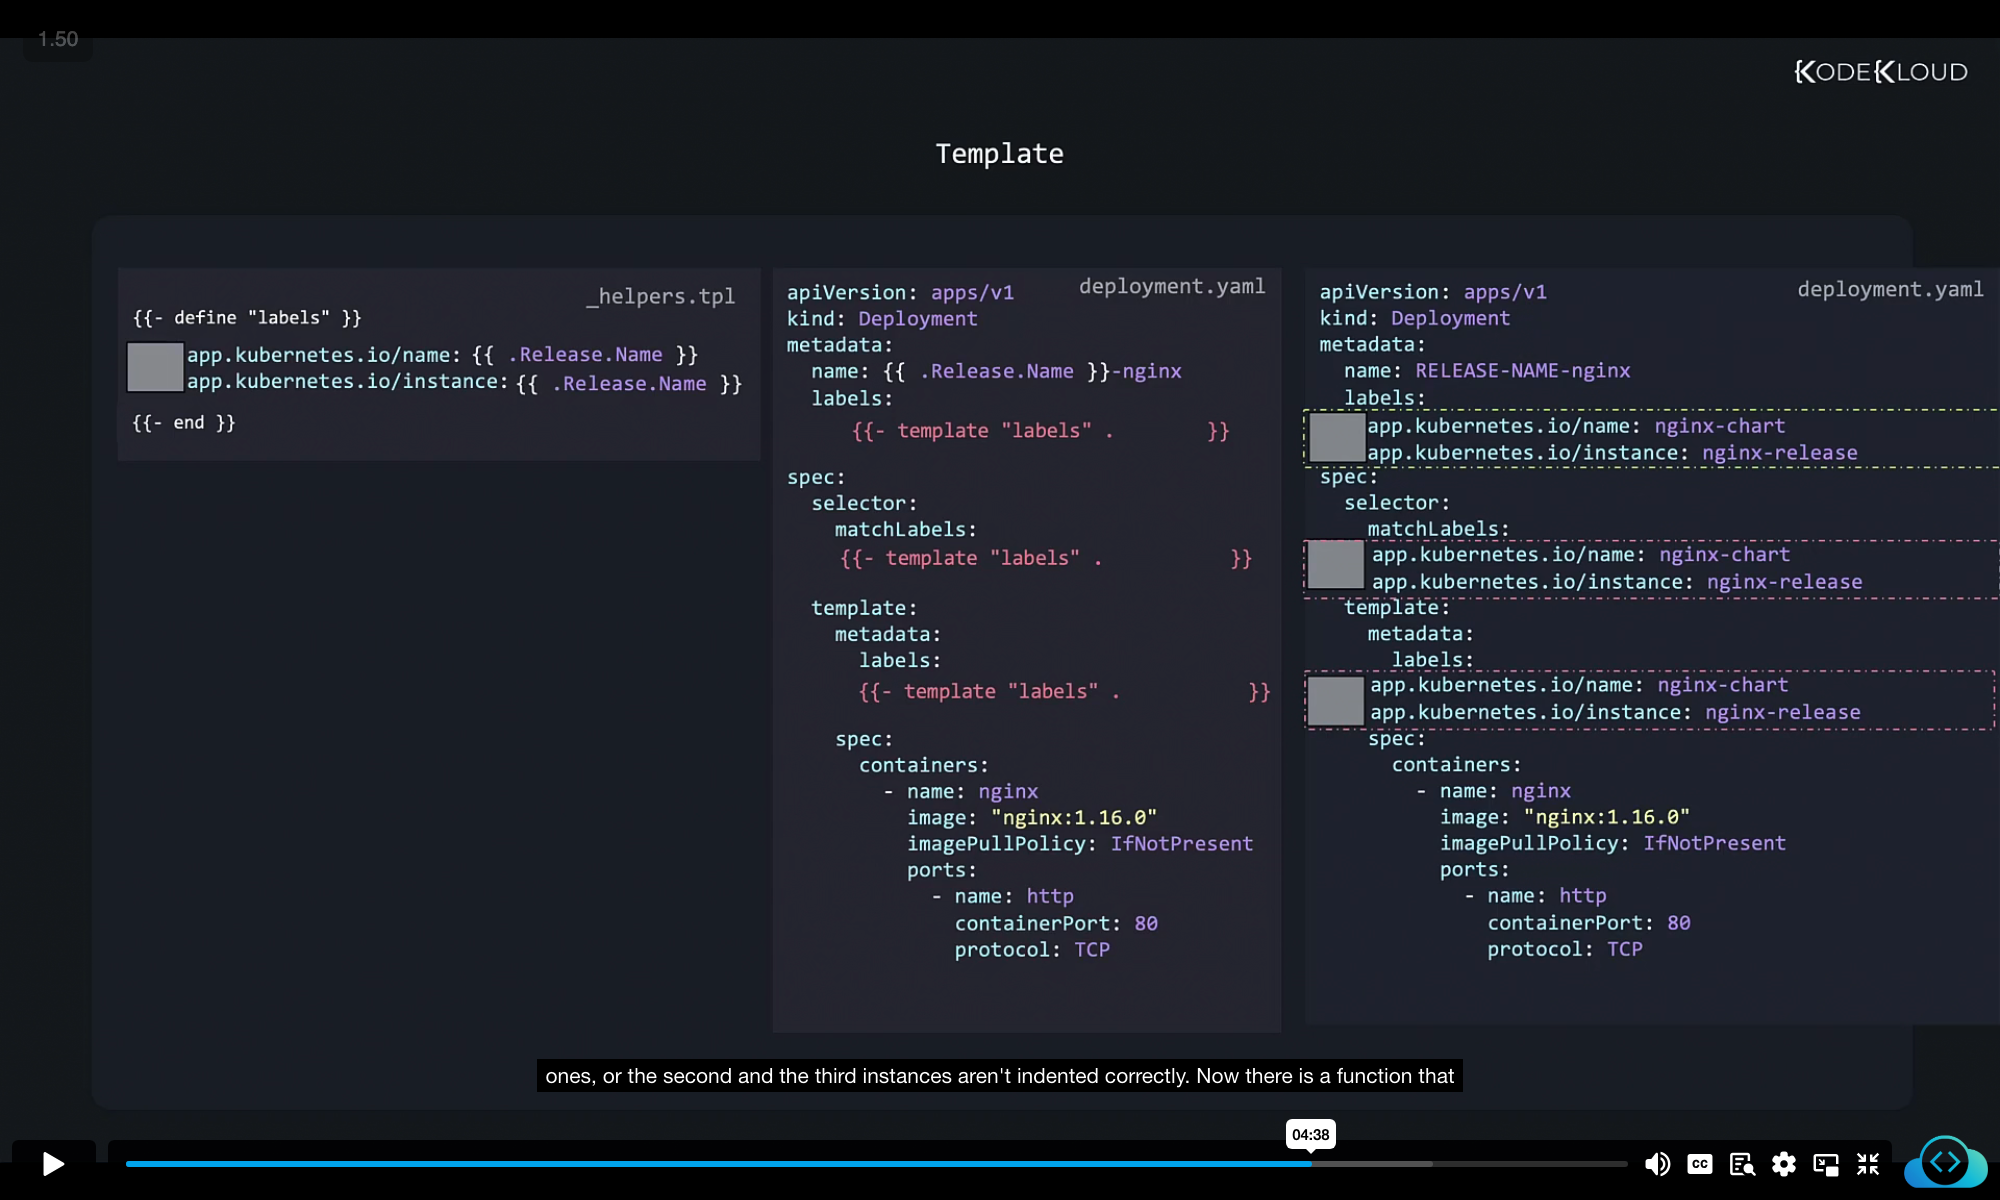 1.50
KODEKLOUD
Template
_helpers.tpl
{{- define "labels" }}
app.kubernetes.io/name: {{ .Release.Name }}
app.kubernetes.io/instance: {{ .Release.Name }}
{{- end }}
deployment.yaml
apiVersion: apps/v1
kind: Deployment
metadata:
  name: {{ .Release.Name }}-nginx
  labels:
{{- template "labels" . }}
spec:
  selector:
    matchLabels:
{{- template "labels" . }}
  template:
    metadata:
      labels:
{{- template "labels" . }}
    spec:
      containers:
        - name: nginx
          image: "nginx:1.16.0"
          imagePullPolicy: IfNotPresent
          ports:
            - name: http
              containerPort: 80
              protocol: TCP
deployment.yaml
apiVersion: apps/v1
kind: Deployment
metadata:
  name: RELEASE-NAME-nginx
  labels:
    app.kubernetes.io/name: nginx-chart
    app.kubernetes.io/instance: nginx-release
spec:
  selector:
    matchLabels:
    app.kubernetes.io/name: nginx-chart
    app.kubernetes.io/instance: nginx-release
  template:
    metadata:
      labels:
    app.kubernetes.io/name: nginx-chart
    app.kubernetes.io/instance: nginx-release
    spec:
      containers:
        - name: nginx
          image: "nginx:1.16.0"
          imagePullPolicy: IfNotPresent
          ports:
            - name: http
              containerPort: 80
              protocol: TCP
ones, or the second and the third instances aren't indented correctly. Now there is a function that
04:38
CC